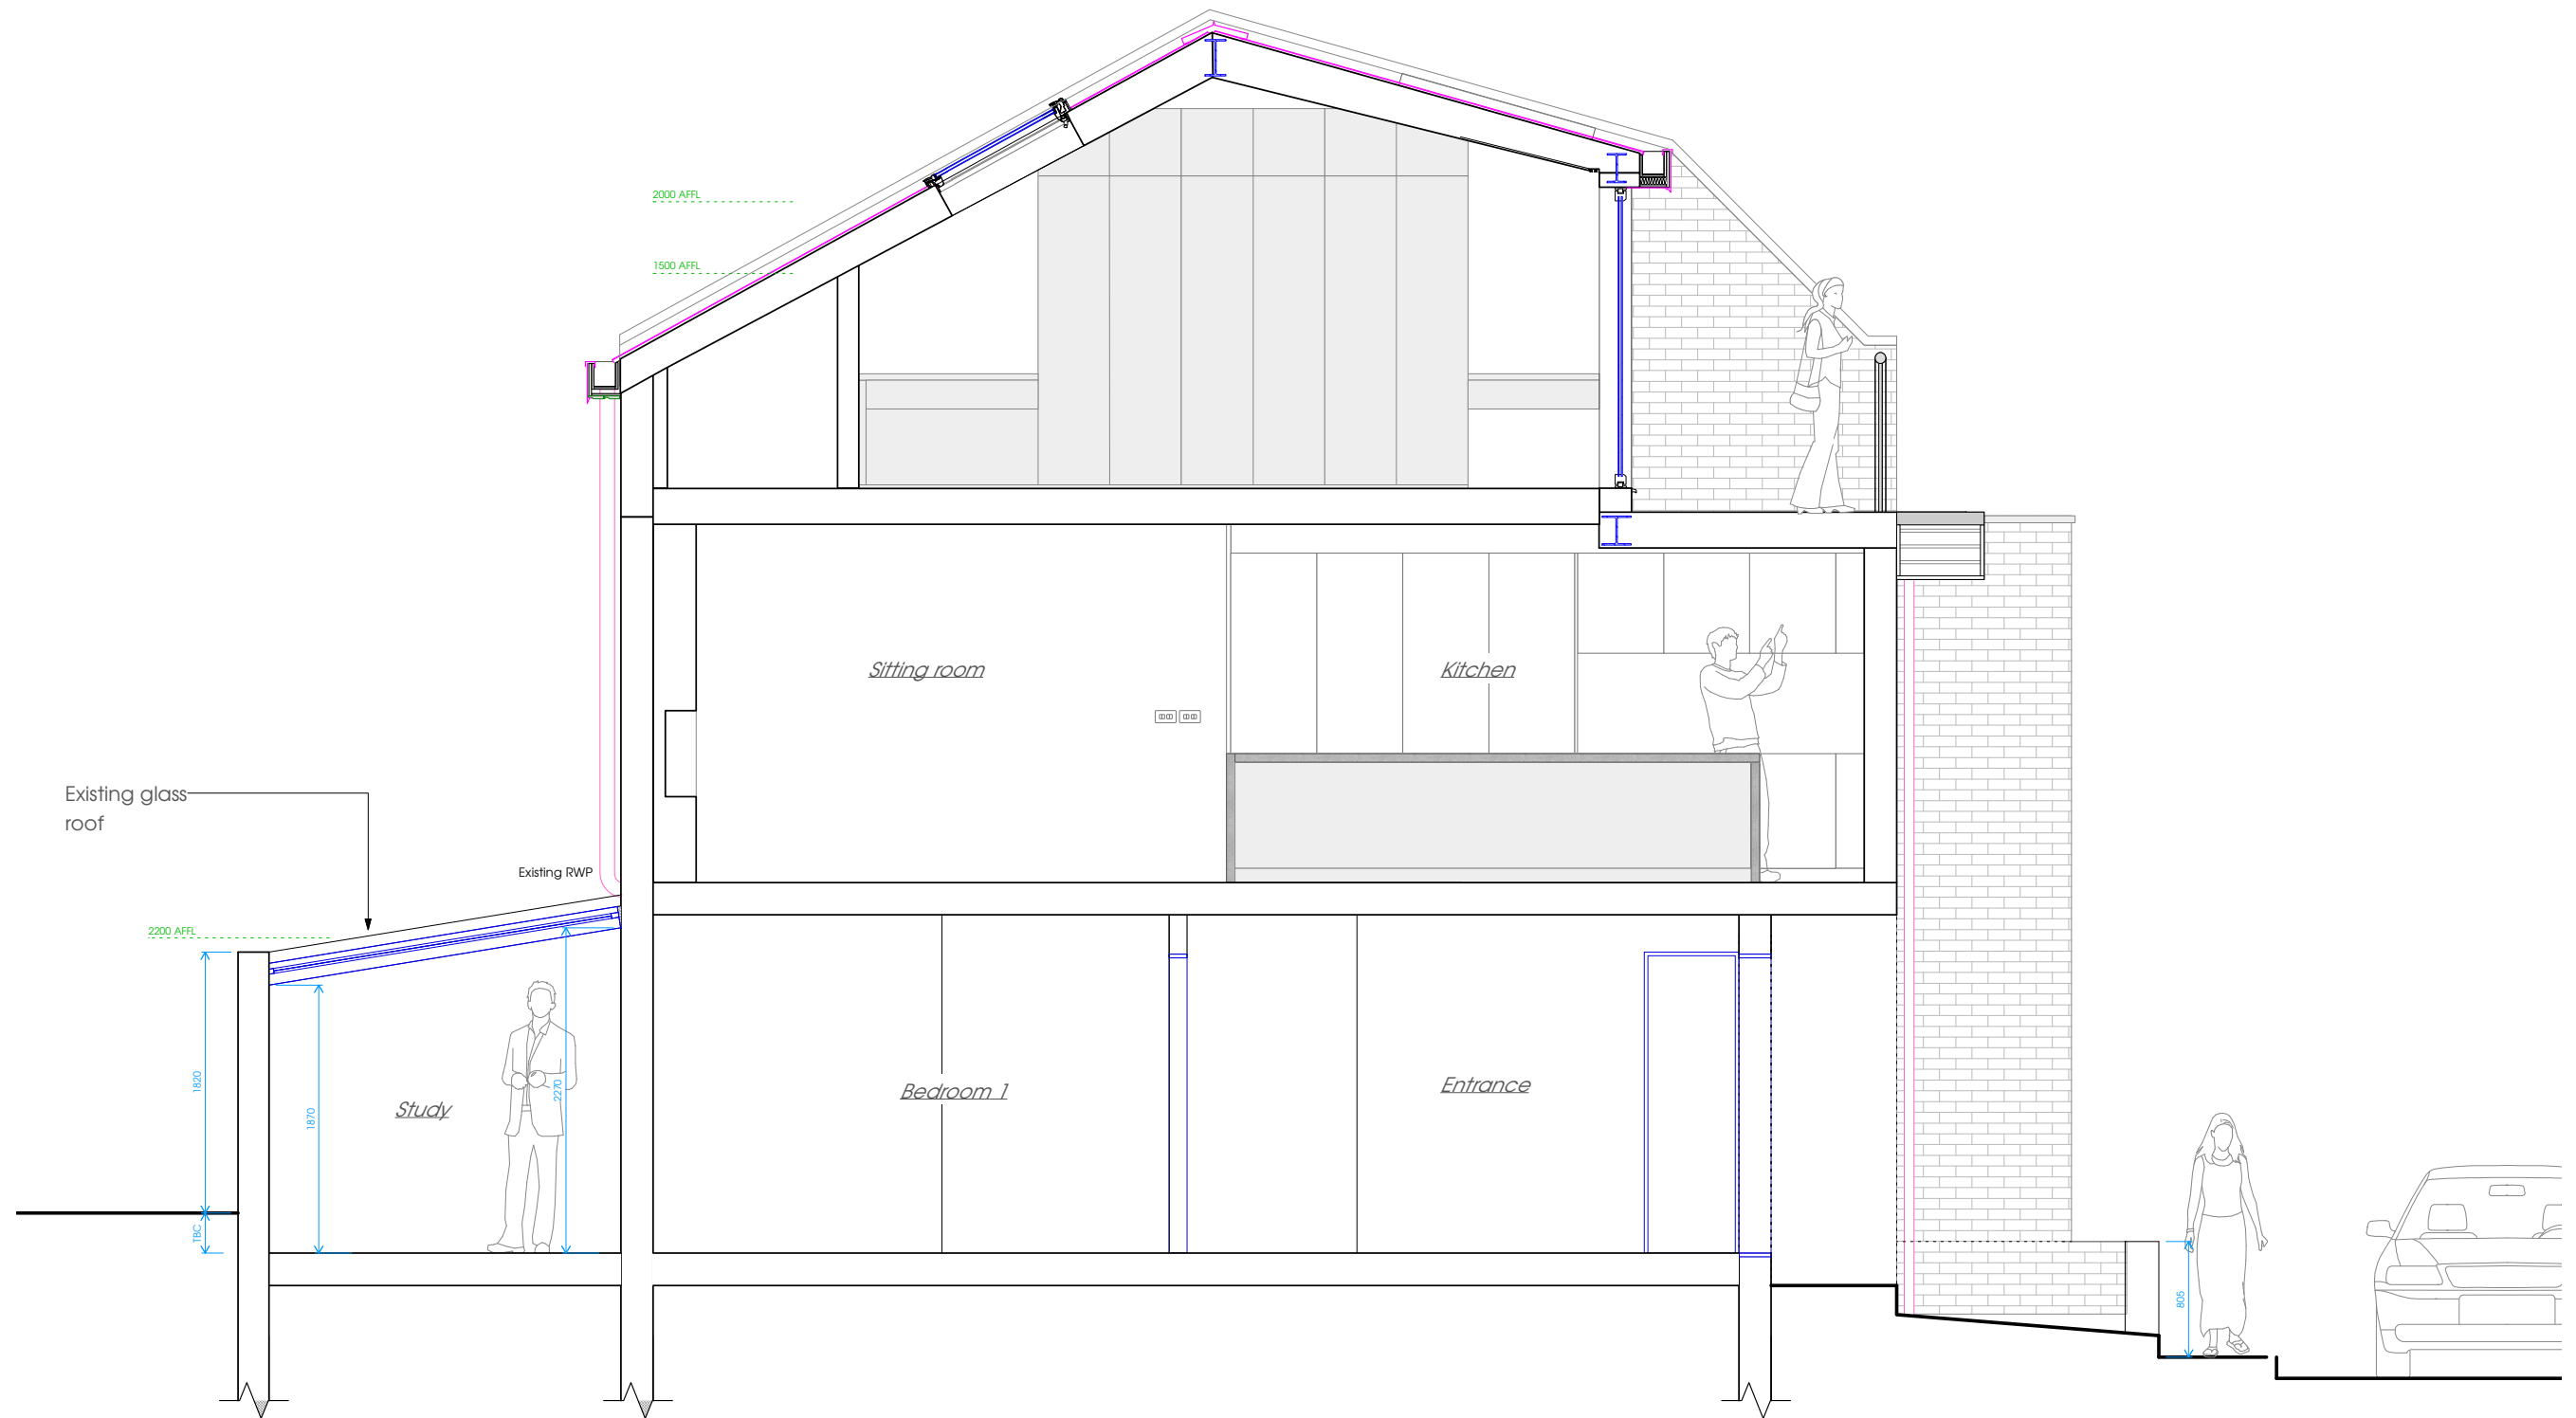 2000 AFFL
1500 AFFL
Sitting room
Kitchen
Existing glass
roof
Existing RWP
2200 AFFL
1820
1870
2270
Study
Bedroom 1
Entrance
TBC
805